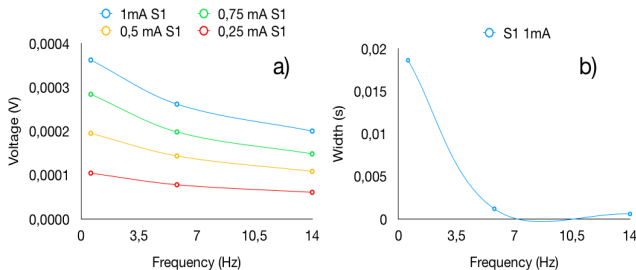 1mA S1
0,75 mA S1
0,5 mA S1
0,25 mA S1
a)
Voltage (V)
0,0004
0,0003
0,0002
0,0001
0,0000
0
3,5
7
10,5
14
Frequency (Hz)
S1 1mA
b)
Width (s)
0,02
0,015
0,01
0,005
0
0
3,5
7
10,5
14
Frequency (Hz)